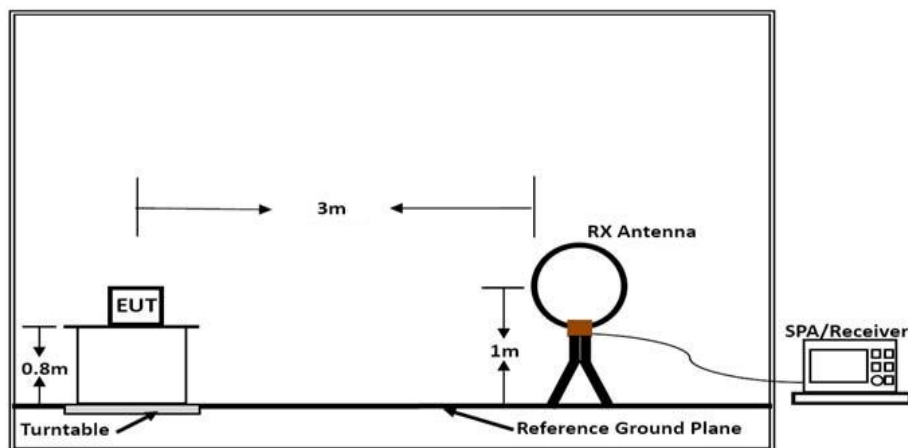 3m
RX Antenna
EUT
SPA/Receiver
0.8m
1m
Turntable
Reference Ground Plane